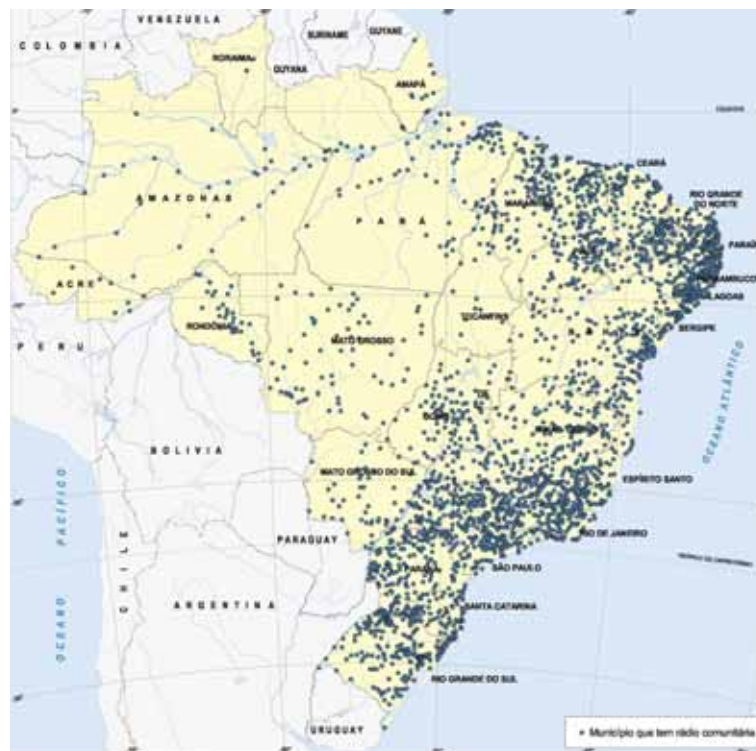 VENEZUELA
COLOMBIA
SURINAME
GUYANE
GUYANA
RORAIMA
AMAPÁ
EQUADOR
CEARÁ
RIO GRANDE
DO NORTE
AMAZONAS
PARÁ
MARANHÃO
PARAÍ
PERNAMBUCO
ALAGOAS
SERGIPE
ACRE
RONDÔNIA
TOCANTINS
MATO GROSSO
PERU
BOLIVIA
OCEANO ATLÂNTICO
MATO GROSSO DO SUL
ESPÍRITO SANTO
RIO DE JANEIRO
SÃO PAULO
PARAGUAY
PARANÁ
SANTA CATARINA
OCEANO PACÍFICO
CHILE
ARGENTINA
RIO GRANDE DO SUL
URUGUAY
Município que tem rádio comunitária